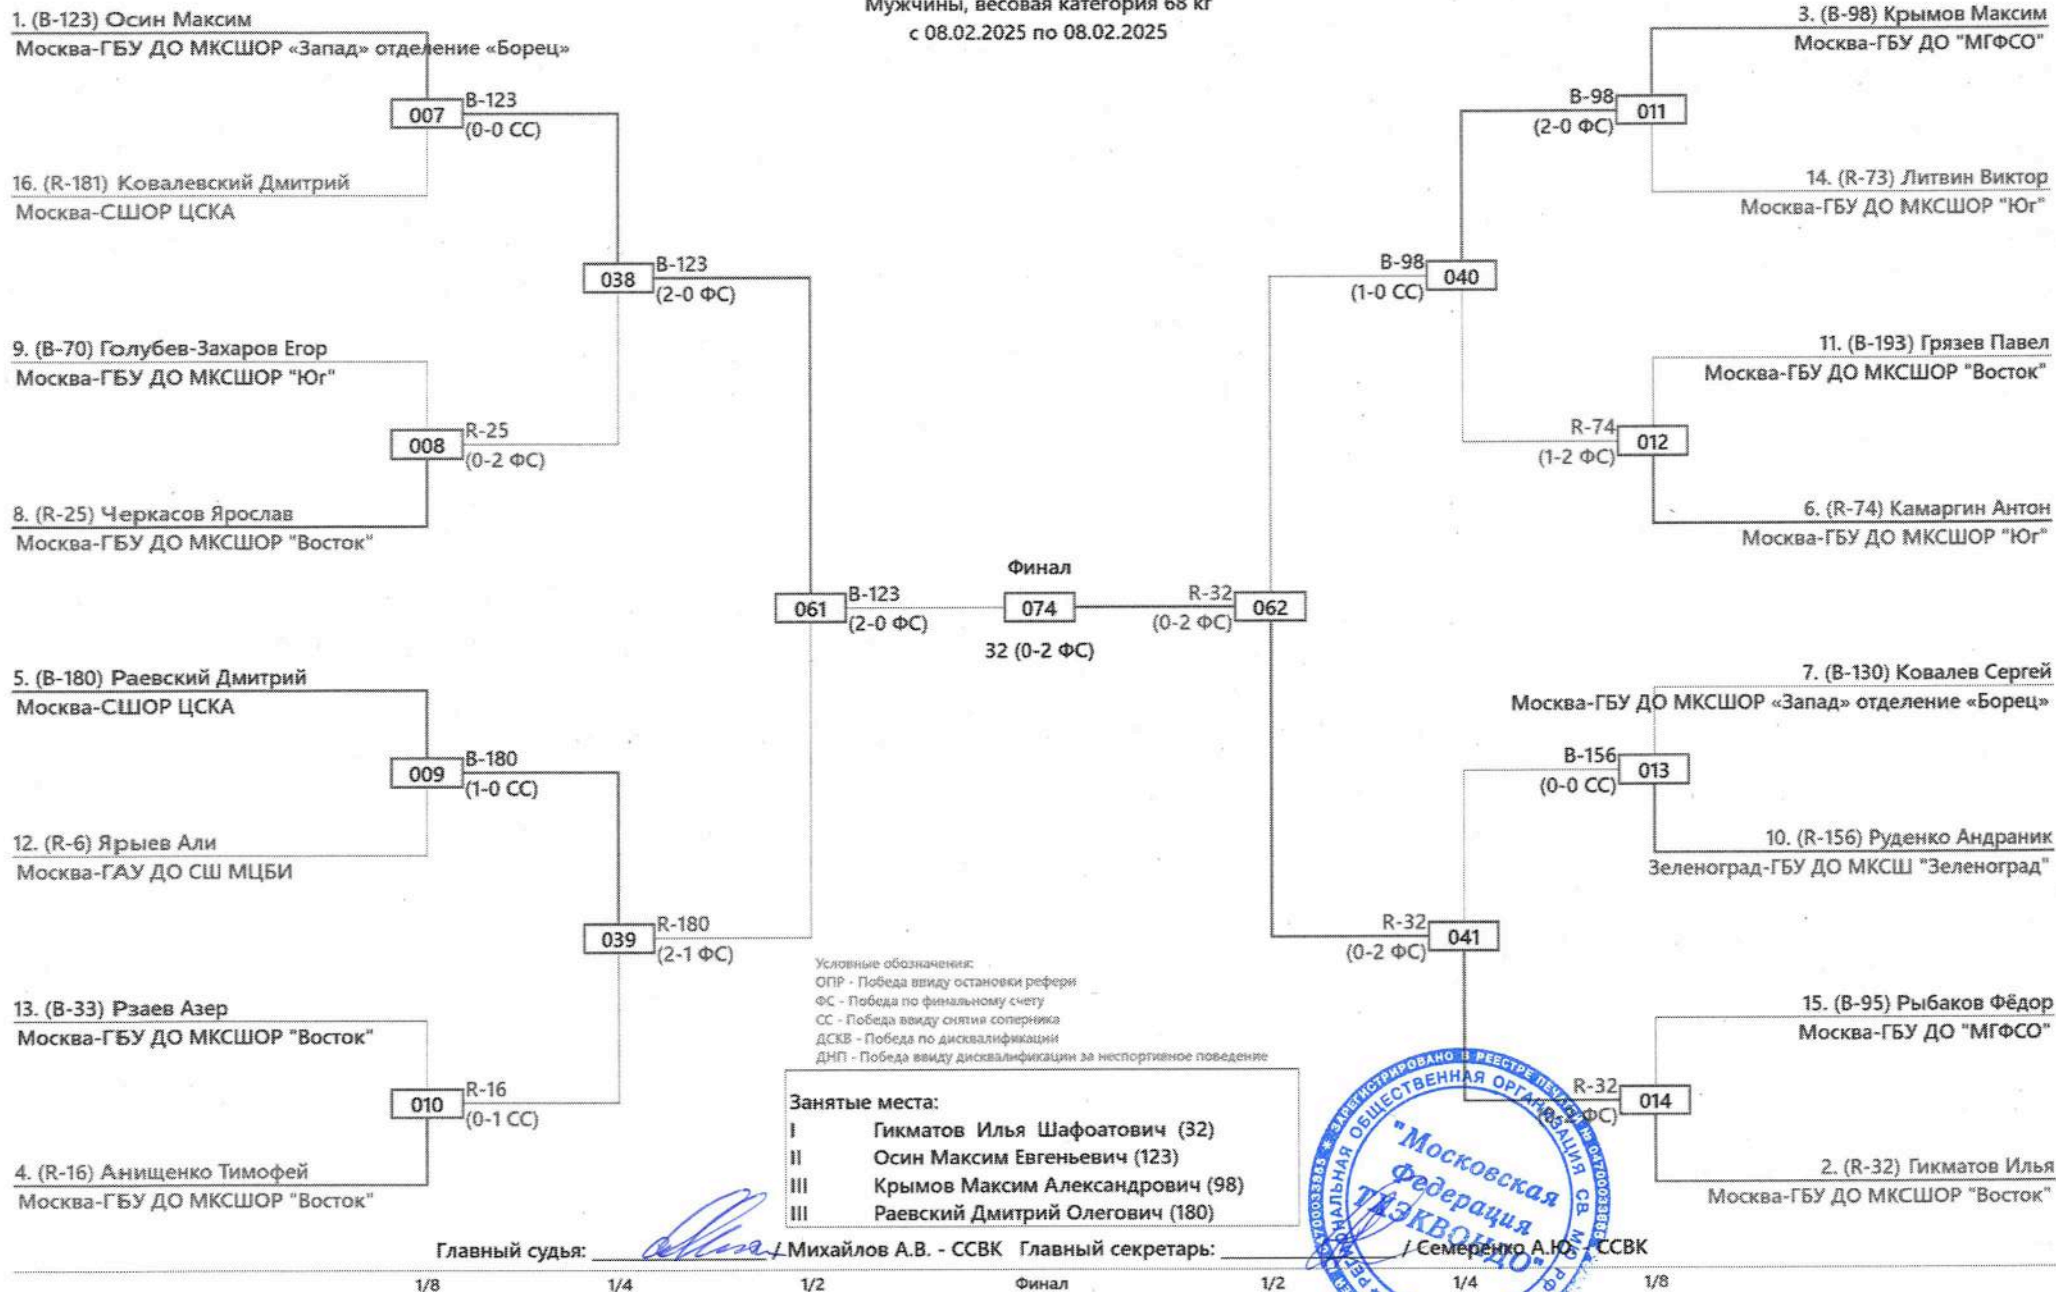 Мужчины, весовая категория 68 кг
с 08.02.2025 по 08.02.2025
1. (B-123) Осин Максим
Москва-ГБУ ДО МКСШОР «Запад» отделение «Борец»
007
B-123
(0-0 СС)
16. (R-181) Ковалевский Дмитрий
Москва-СШОР ЦСКА
038
B-123
(2-0 ФС)
9. (B-70) Голубев-Захаров Егор
Москва-ГБУ ДО МКСШОР "Юг"
008
R-25
(0-2 ФС)
8. (R-25) Черкасов Ярослав
Москва-ГБУ ДО МКСШОР "Восток"
061
B-123
(2-0 ФС)
5. (B-180) Раевский Дмитрий
Москва-СШОР ЦСКА
009
B-180
(1-0 СС)
12. (R-6) Ярыев Али
Москва-ГАУ ДО СШ МЦБИ
039
R-180
(2-1 ФС)
13. (B-33) Рзаев Азер
Москва-ГБУ ДО МКСШОР "Восток"
010
R-16
(0-1 СС)
4. (R-16) Анищенко Тимофей
Москва-ГБУ ДО МКСШОР "Восток"
Финал
074
32 (0-2 ФС)
3. (B-98) Крымов Максим
Москва-ГБУ ДО "МГФСО"
B-98
(2-0 ФС)
011
14. (R-73) Литвин Виктор
Москва-ГБУ ДО МКСШОР "Юг"
B-98
(1-0 СС)
040
11. (B-193) Грязев Павел
Москва-ГБУ ДО МКСШОР "Восток"
R-74
(1-2 ФС)
012
6. (R-74) Камаргин Антон
Москва-ГБУ ДО МКСШОР "Юг"
R-32
(0-2 ФС)
062
7. (B-130) Ковалев Сергей
Москва-ГБУ ДО МКСШОР «Запад» отделение «Борец»
B-156
(0-0 СС)
013
10. (R-156) Руденко Андраник
Зеленоград-ГБУ ДО МКСШ "Зеленоград"
R-32
(0-2 ФС)
041
15. (B-95) Рыбаков Фёдор
Москва-ГБУ ДО "МГФСО"
R-32
ФС)
014
2. (R-32) Гикматов Илья
Москва-ГБУ ДО МКСШОР "Восток"
Условные обозначения:
ОПР - Победа ввиду остановки рефери
ФС - Победа по финальному счету
СС - Победа ввиду снятия соперника
ДСКВ - Победа по дисквалификации
ДНП - Победа ввиду дисквалификации за неспортивное поведение
Занятые места:
I Гикматов Илья Шафоатович (32)
II Осин Максим Евгеньевич (123)
III Крымов Максим Александрович (98)
III Раевский Дмитрий Олегович (180)
ЗАРЕГИСТРИРОВАНО В РЕЕСТРЕ
ОБЩЕСТВЕННАЯ ОРГАНИЗАЦИЯ
"Московская
Федерация
ТХЭКВОНДО"
Главный судья: / Михайлов А.В. - ССВК Главный секретарь: / Семеренко А.Ю. - ССВК
1/8 1/4 1/2 Финал 1/2 1/4 1/8